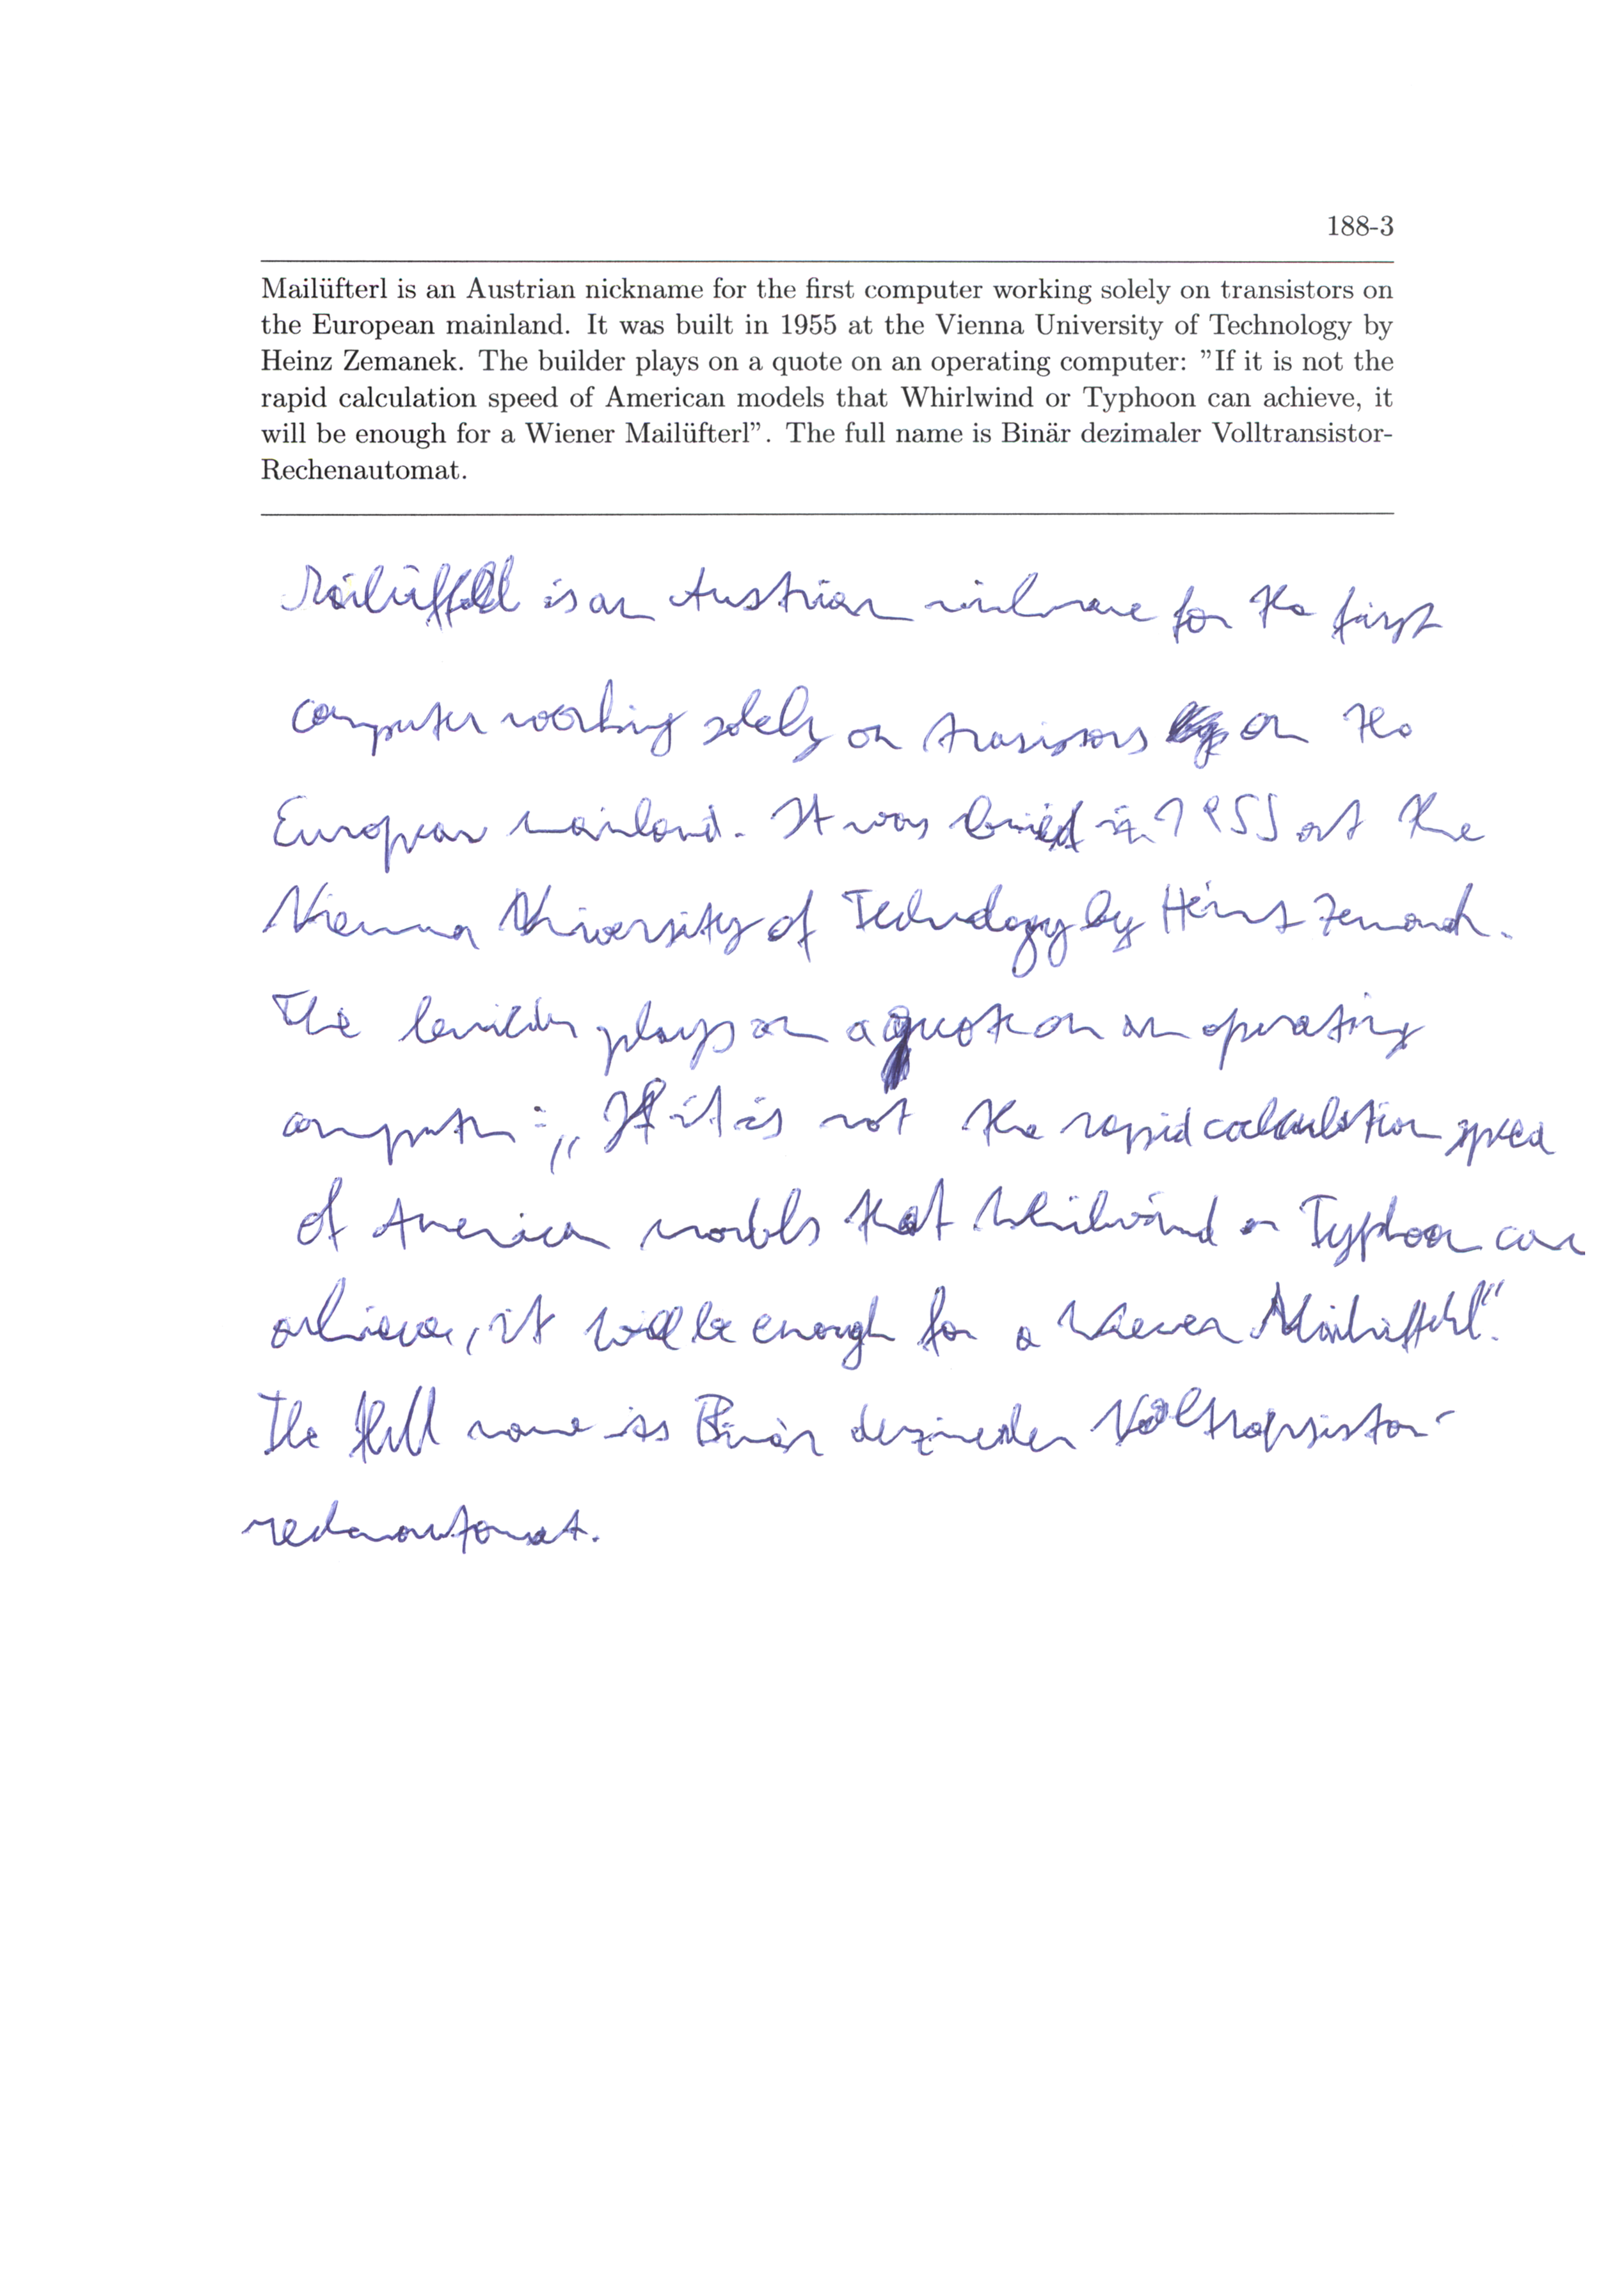 188-3
Mailüfterl is an Austrian nickname for the first computer working solely on transistors on
the European mainland. It was built in 1955 at the Vienna University of Technology by
Heinz Zemanek. The builder plays on a quote on an operating computer: "If it is not the
rapid calculation speed of American models that Whirlwind or Typhoon can achieve, it
will be enough for a Wiener Mailüfterl". The full name is Binär dezimaler Volltransistor-
Rechenautomat.
Mailüfterl is an Austrian nickname for the first
computer working solely on trasistors on the
European mainland. It was build in 1955 at the
Vienna University of Technology by Heinz Zemanek.
The builder plays on a quote on an operating
computer: „If it is not the rapid calculation speed
of American models that Whirlwind or Typhoon can
achieve, it will be enough for a Wiener Mailüfterl".
The full name is Binär dezimaler Volltransistor-
rechenautomat.